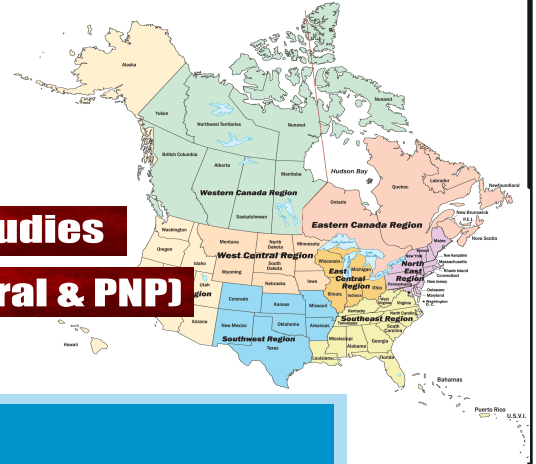 Alaska
Yukon
Northwest Territories
Nunavut
Nunavut
British Columbia
Alberta
Manitoba
Saskatchewan
Western Canada Region
Hudson Bay
Ontario
Quebec
Labrador
Newfoundland
Eastern Canada Region
New Brunswick
P.E.I.
Nova Scotia
udies
ral & PNP)
Washington
Oregon
Idaho
Utah
gion
Arizona
Hawaii
Montana
North Dakota
Minnesota
West Central Region
South Dakota
Wyoming
Nebraska
Iowa
Wisconsin
Michigan
East Central Region
Illinois
Indiana
Ohio
Maine
New York
North East Region
Pennsylvania
New Hampshire
Massachusetts
Rhode Island
Connecticut
New Jersey
Delaware
Maryland
Washington
Colorado
Kansas
Missouri
New Mexico
Oklahoma
Arkansas
Southwest Region
Texas
West Virginia
Virginia
Kentucky
North Carolina
Southeast Region
Tennessee
South Carolina
Mississippi
Alabama
Georgia
Louisiana
Florida
Bahamas
Puerto Rico
U.S.V.I.